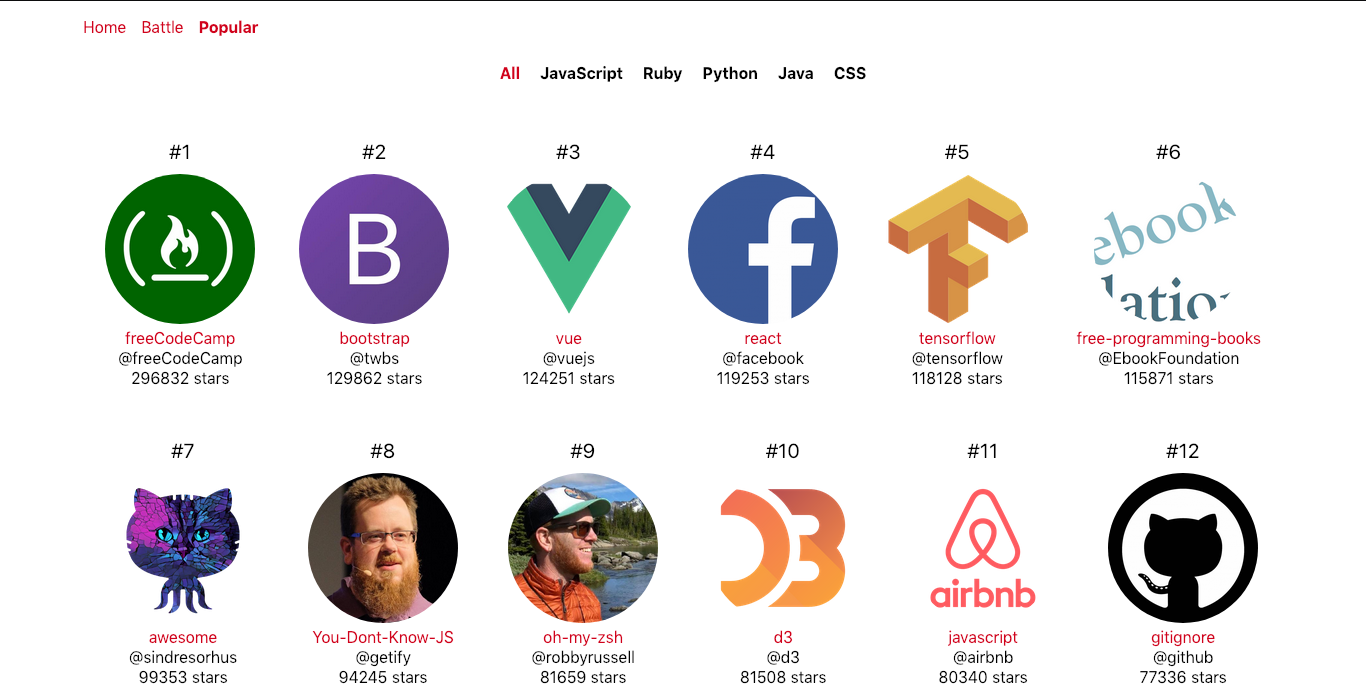 Home Battle Popular
All JavaScript Ruby Python Java CSS
#1 #2 #3 #4 #5 #6
B
ebook
lation
freeCodeCamp bootstrap vue react tensorflow free-programming-books
@freeCodeCamp @twbs @vuejs @facebook @tensorflow @EbookFoundation
296832 stars 129862 stars 124251 stars 119253 stars 118128 stars 115871 stars
#7 #8 #9 #10 #11 #12
airbnb
awesome You-Dont-Know-JS oh-my-zsh d3 javascript gitignore
@sindresorhus @getify @robbyrussell @d3 @airbnb @github
99353 stars 94245 stars 81659 stars 81508 stars 80340 stars 77336 stars